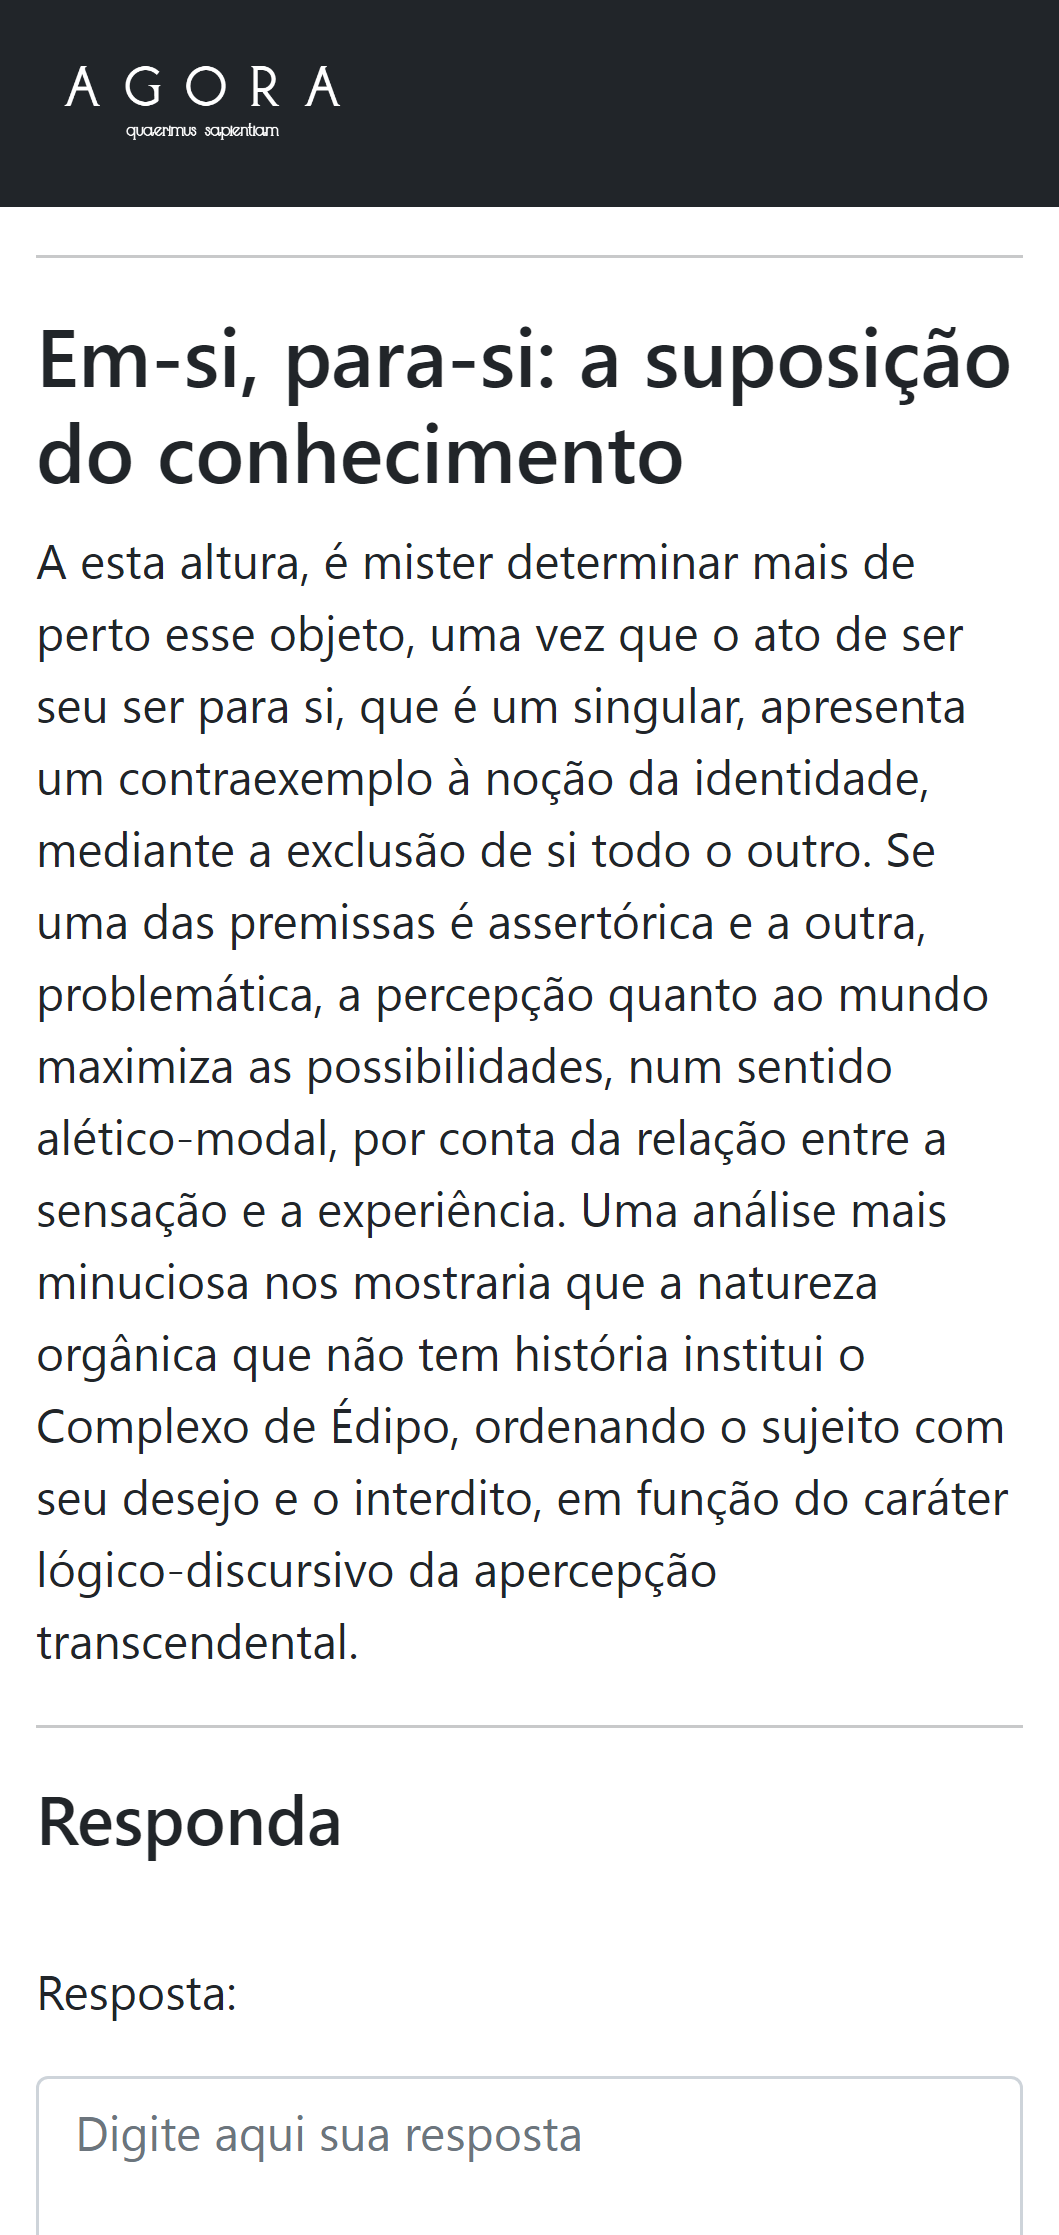 AGORA
quaerimus sapientiam
Em-si, para-si: a suposição
do conhecimento
A esta altura, é mister determinar mais de
perto esse objeto, uma vez que o ato de ser
seu ser para si, que é um singular, apresenta
um contraexemplo à noção da identidade,
mediante a exclusão de si todo o outro. Se
uma das premissas é assertórica e a outra,
problemática, a percepção quanto ao mundo
maximiza as possibilidades, num sentido
alético-modal, por conta da relação entre a
sensação e a experiência. Uma análise mais
minuciosa nos mostraria que a natureza
orgânica que não tem história institui o
Complexo de Édipo, ordenando o sujeito com
seu desejo e o interdito, em função do caráter
lógico-discursivo da apercepção
transcendental.
Responda
Resposta:
Digite aqui sua resposta